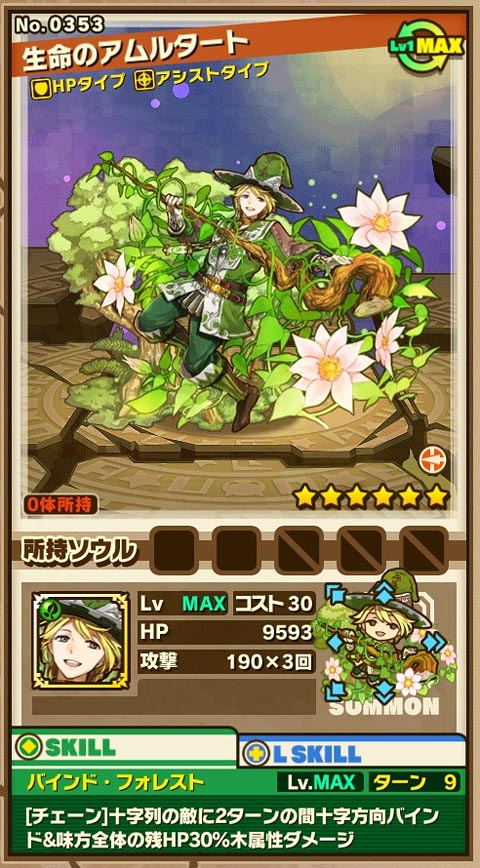 No.0353
生命のアムルタート
Lv1 MAX
HPタイプ アシストタイプ
0体所持
所持ソウル
Lv MAX コスト 30
HP 9593
攻撃 190×3回
SUMMON
SKILL
L SKILL
バインド・フォレスト Lv.MAX ターン 9
[チェーン]十字列の敵に2ターンの間十字方向バイン
ド&味方全体の残HP30%木属性ダメージ